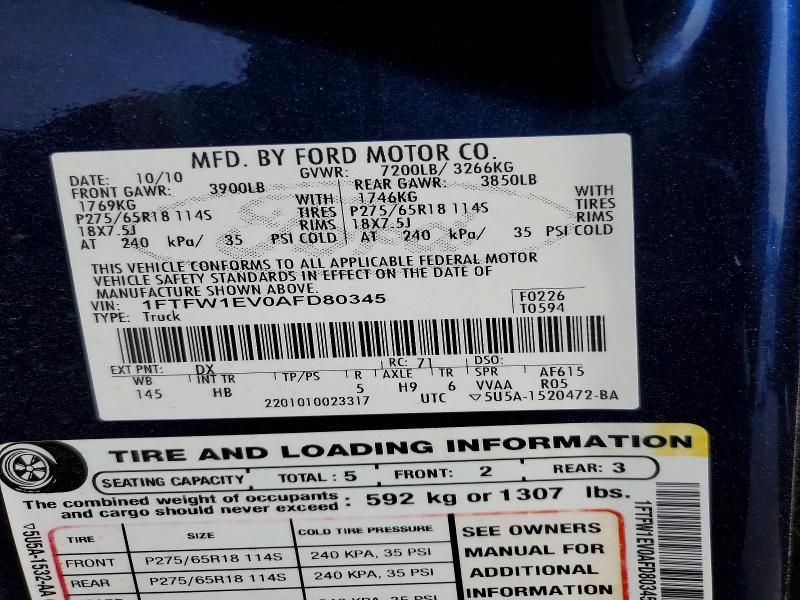 MFD. BY FORD MOTOR CO.
DATE: 10/10 GVWR: 7200LB/ 3266KG
FRONT GAWR: 3900LB REAR GAWR: 3850LB
1769KG WITH 1746KG WITH
P275/65R18 114S TIRES P275/65R18 114S TIRES
18X7.5J RIMS 18X7.5J RIMS
AT 240 kPa/ 35 PSI COLD AT 240 kPa/ 35 PSI COLD
THIS VEHICLE CONFORMS TO ALL APPLICABLE FEDERAL MOTOR
VEHICLE SAFETY STANDARDS IN EFFECT ON THE DATE OF
MANUFACTURE SHOWN ABOVE.
VIN: 1FTFW1EV0AFD80345 F0226
TYPE: Truck T0594
EXT PNT: DX RC: 71 DSO:
WB INT TR TP/PS R AXLE TR SPR AF615
145 HB 5 H9 6 VVAA R05
2201010023317 UTC ▽5U5A-1520472-BA
TIRE AND LOADING INFORMATION
SEATING CAPACITY TOTAL : 5 FRONT: 2 REAR: 3
The combined weight of occupants
and cargo should never exceed : 592 kg or 1307 lbs.
TIRE SIZE COLD TIRE PRESSURE
FRONT P275/65R18 114S 240 KPA, 35 PSI
REAR P275/65R18 114S 240 KPA, 35 PSI
SEE OWNERS
MANUAL FOR
ADDITIONAL
INFORMATION
▽5U5A-1532-AA
1FTFW1EV0AFD80345